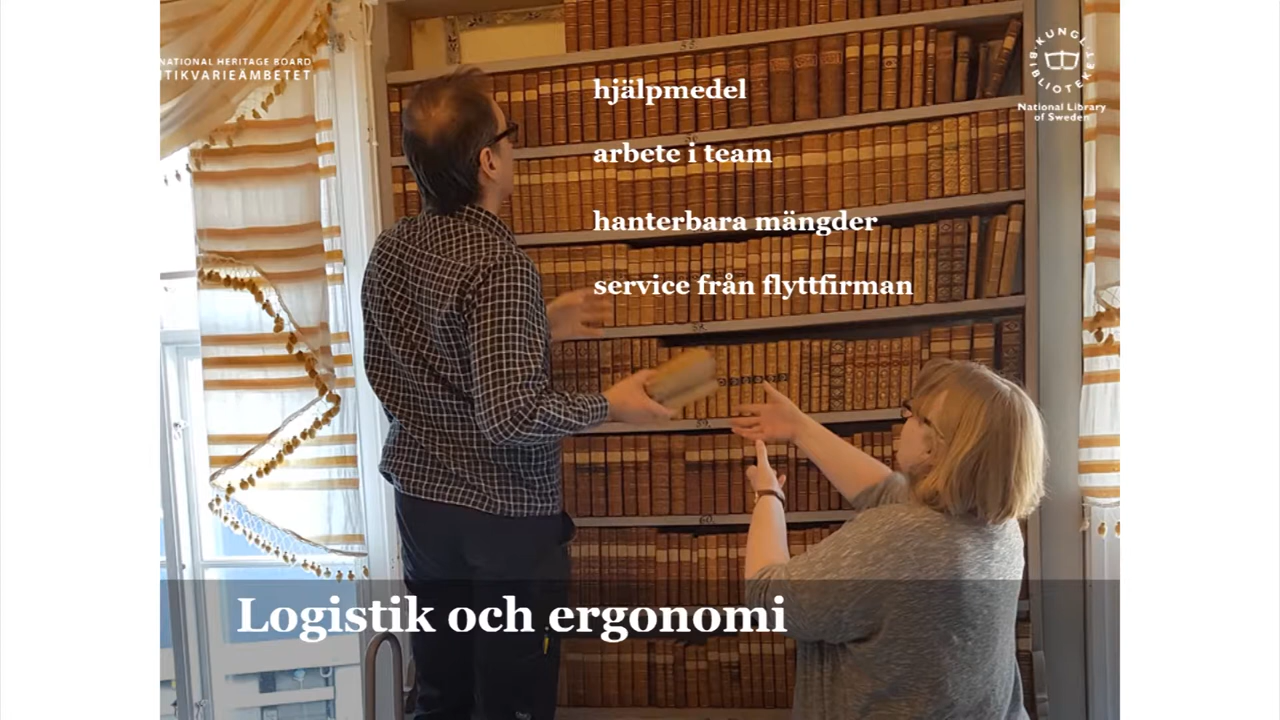 NATIONAL HERITAGE BOARD
TIKVARIEÄMBETET
KUNGL.
BIBLIOTEKET
National Library
of Sweden
hjälpmedel
arbete i team
hanterbara mängder
service från flyttfirman
Logistik och ergonomi